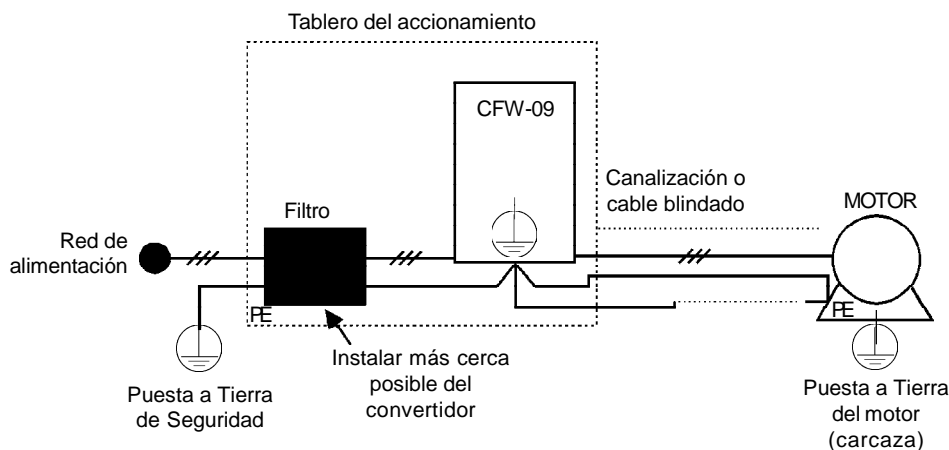 Tablero del accionamiento
CFW-09
Canalización o
cable blindado
MOTOR
Filtro
Red de
alimentación
PE
PE
Instalar más cerca
posible del
convertidor
Puesta a Tierra
de Seguridad
Puesta a Tierra
del motor
(carcaza)